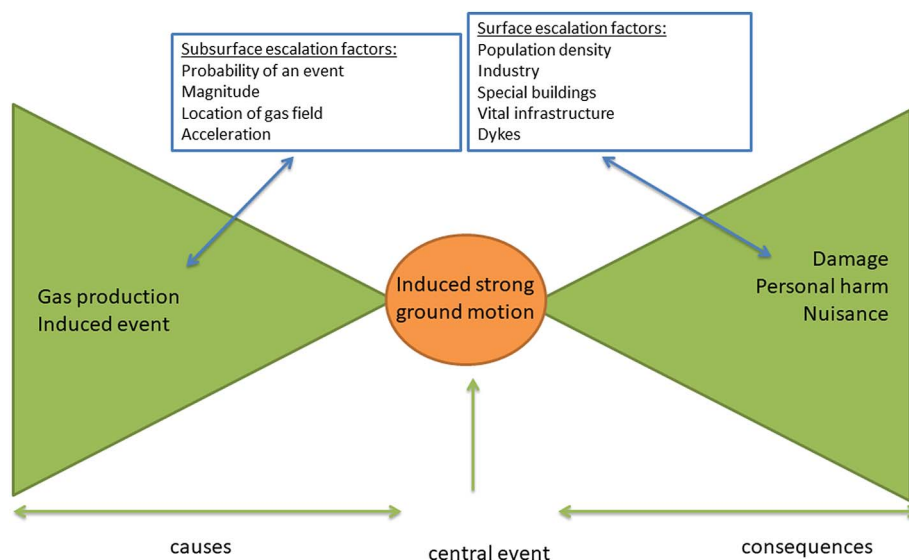 Subsurface escalation factors:
Probability of an event
Magnitude
Location of gas field
Acceleration
Surface escalation factors:
Population density
Industry
Special buildings
Vital infrastructure
Dykes
Gas production
Induced event
Induced strong
ground motion
Damage
Personal harm
Nuisance
causes
central event
consequences